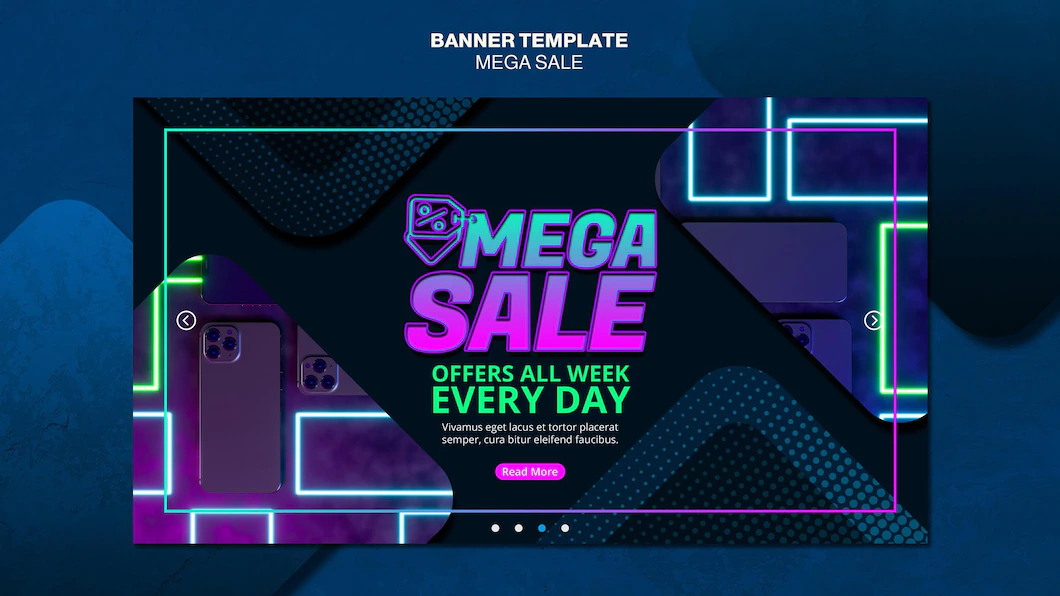 BANNER TEMPLATE
MEGA SALE
%
MEGA
SALE
OFFERS ALL WEEK
EVERY DAY
Vivamus eget lacus et tortor placerat
semper, cura bitur eleifend faucibus.
Read More